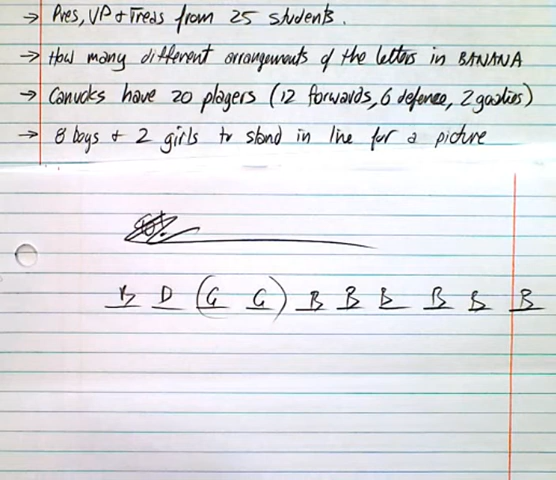 → Pres, VP + Treas from 25 students.
→ How many different arrangements of the letters in BANANA
→ Canucks have 20 players (12 forwards, 6 defence, 2 goalies)
→ 8 boys + 2 girls to stand in line for a picture
B D (G G) B B B B B B